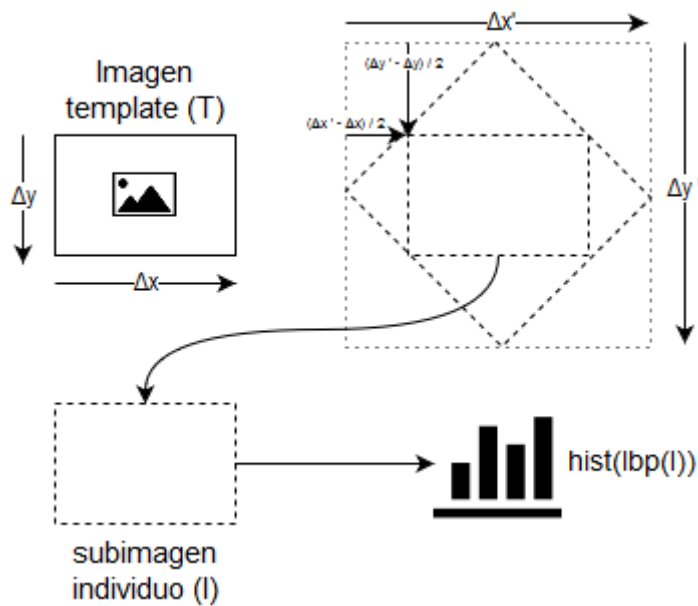 Δx'
Imagen
template (T)
(Δy' - Δy) / 2
(Δx' - Δx) / 2
Δy
Δy
Δx
hist(lbp(I))
subimagen
individuo (I)